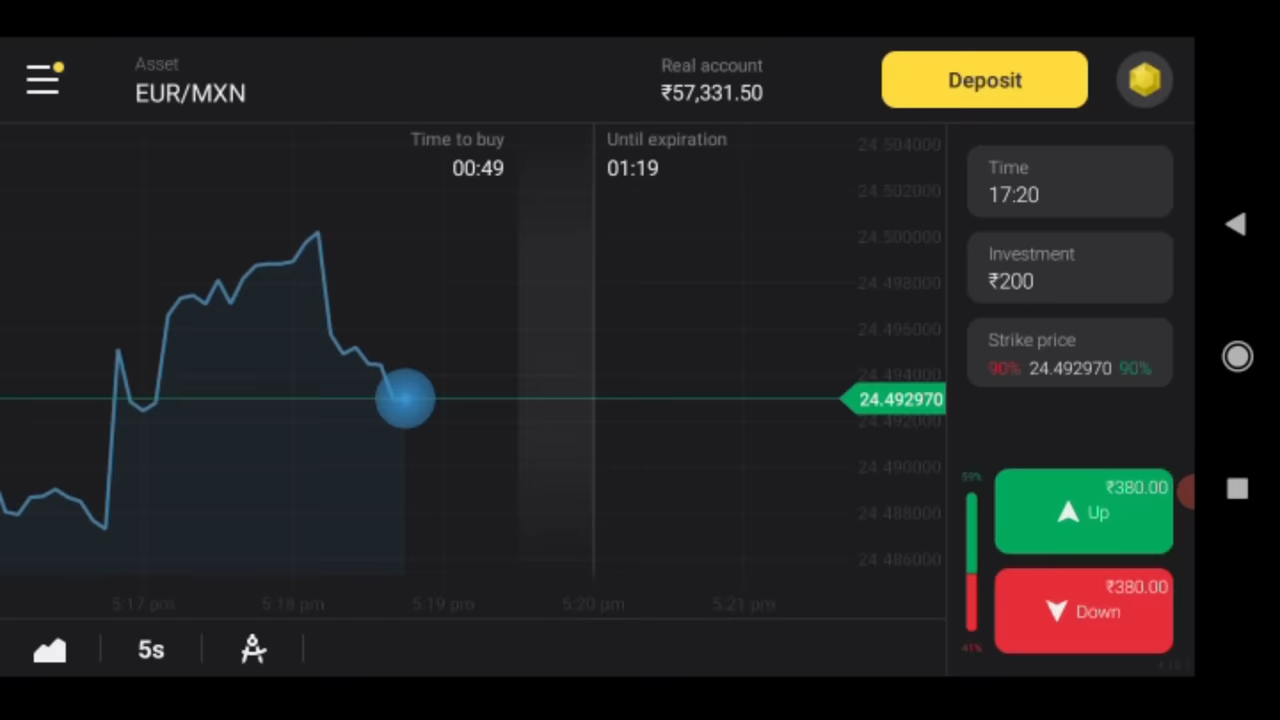 Asset
EUR/MXN
Real account
₹57,331.50
Deposit
Time to buy
00:49
Until expiration
01:19
24.504000
24.502000
24.500000
24.498000
24.496000
24.494000
24.492970
24.492000
24.490000
24.488000
24.486000
Time
17:20
Investment
₹200
Strike price
90% 24.492970 90%
59%
₹380.00
Up
₹380.00
Down
41%
5:17 pm
5:18 pm
5:19 pm
5:20 pm
5:21 pm
5s